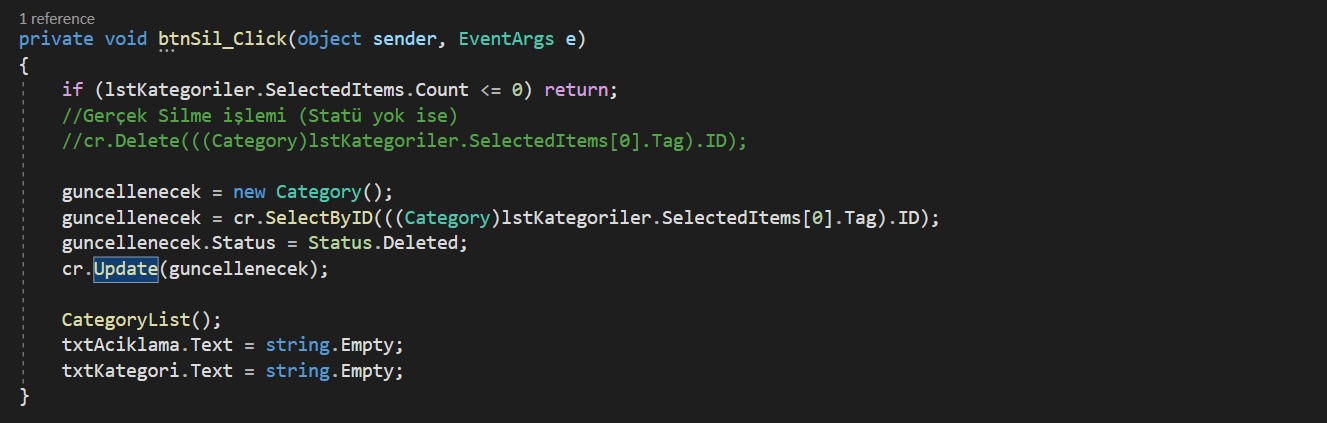 1 reference
private void btnSil_Click(object sender, EventArgs e)
{
if (lstKategoriler.SelectedItems.Count <= 0) return;
//Gerçek Silme işlemi (Statü yok ise)
//cr.Delete(((Category)lstKategoriler.SelectedItems[0].Tag).ID);
guncellenecek = new Category();
guncellenecek = cr.SelectByID(((Category)lstKategoriler.SelectedItems[0].Tag).ID);
guncellenecek.Status = Status.Deleted;
cr.Update(guncellenecek);
CategoryList();
txtAciklama.Text = string.Empty;
txtKategori.Text = string.Empty;
}